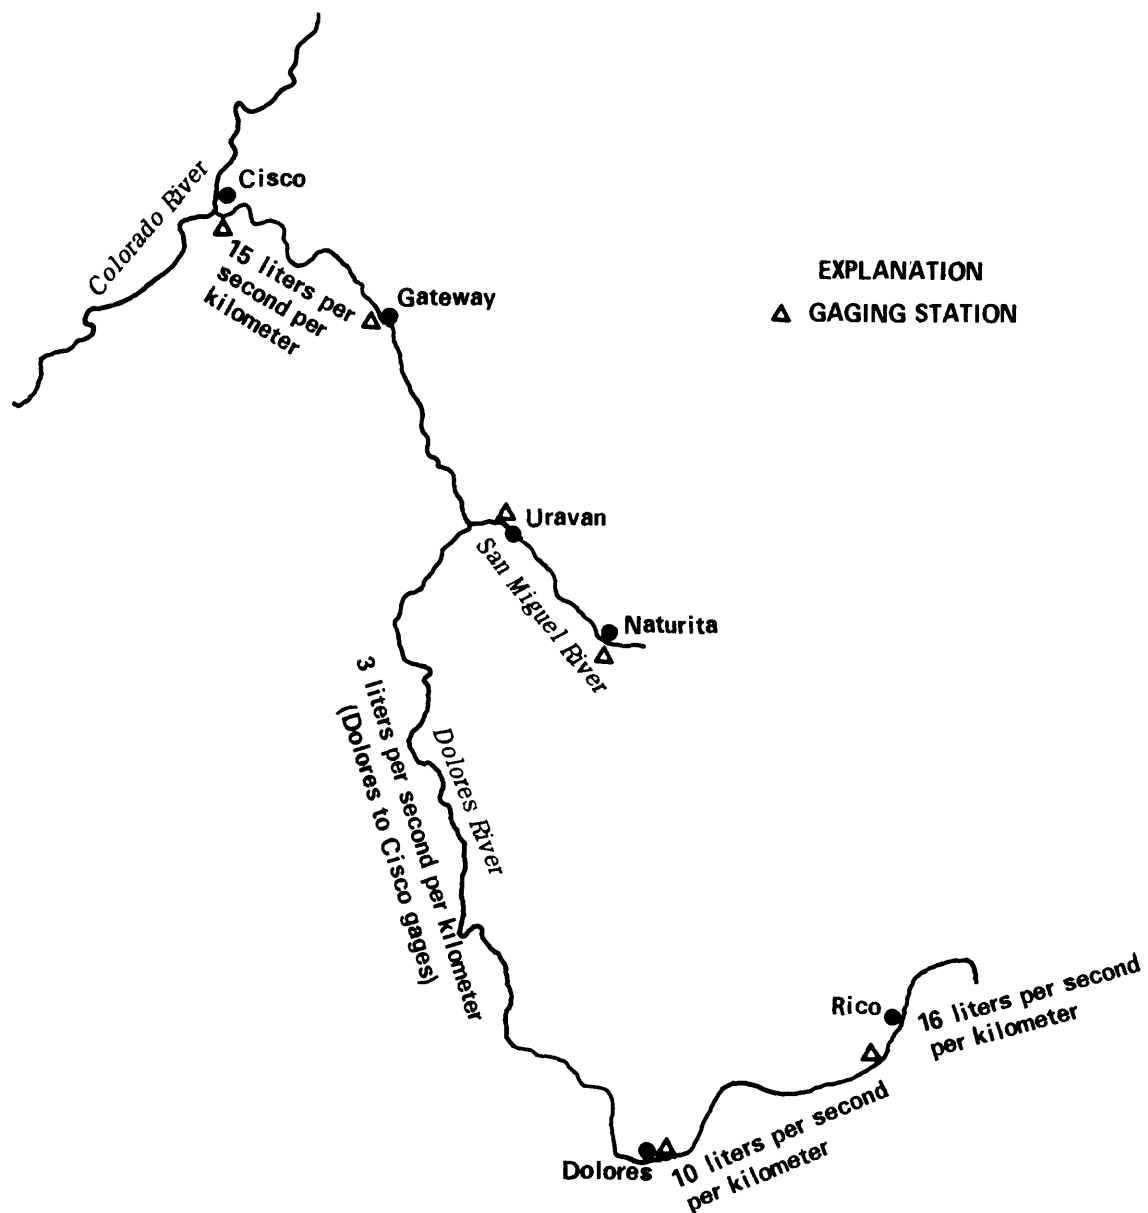 Cisco
Colorado River
15 liters per
second per
kilometer
Gateway
EXPLANATION
GAGING STATION
Uravan
San Miguel River
Naturita
3 liters per second per kilometer
(Dolores to Cisco gages)
Dolores River
Rico
16 liters per second
per kilometer
Dolores
10 liters per second
per kilometer